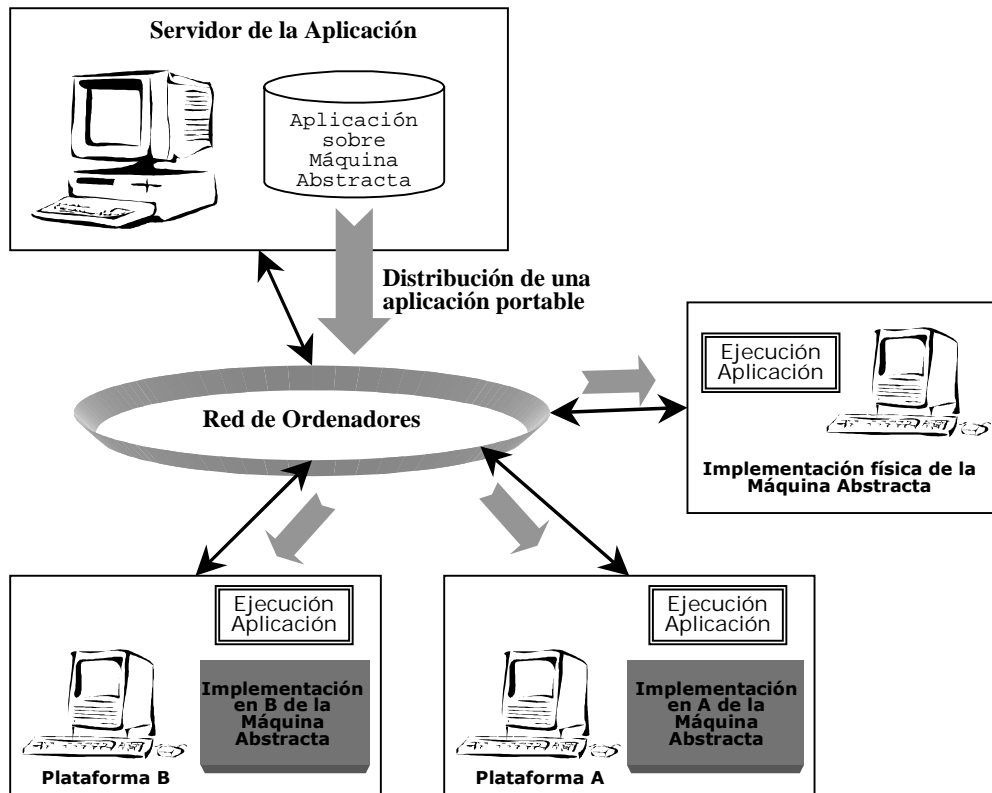 Servidor de la Aplicación
Aplicación
sobre
Máquina
Abstracta
Distribución de una
aplicación portable
Red de Ordenadores
Ejecución
Aplicación
Implementación física de la
Máquina Abstracta
Ejecución
Aplicación
Implementación
en B de la
Máquina
Abstracta
Plataforma B
Ejecución
Aplicación
Implementación
en A de la
Máquina
Abstracta
Plataforma A